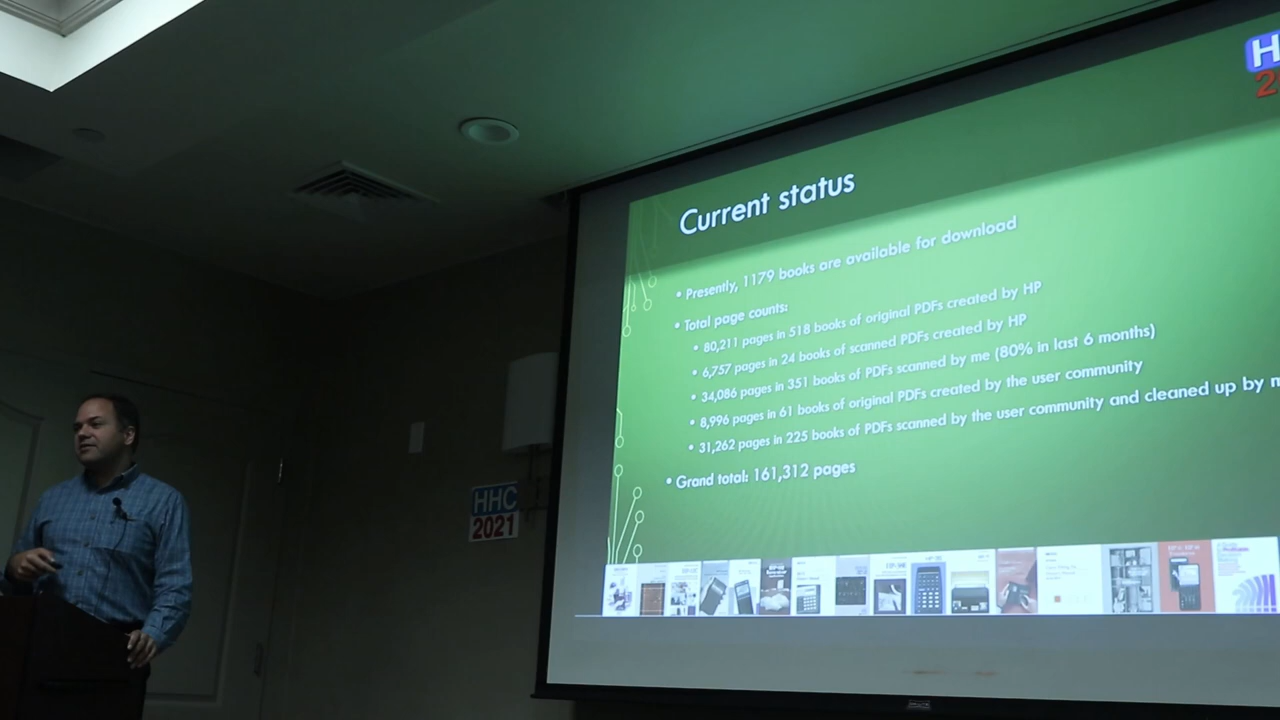 H
2
Current status
• Presently, 1179 books are available for download
• Total page counts:
• 80,211 pages in 518 books of original PDFs created by HP
• 6,757 pages in 24 books of scanned PDFs created by HP
• 34,086 pages in 351 books of PDFs scanned by me (80% in last 6 months)
• 8,996 pages in 61 books of original PDFs created by the user community
• 31,262 pages in 225 books of PDFs scanned by the user community and cleaned up by m
• Grand total: 161,312 pages
HHC
2021